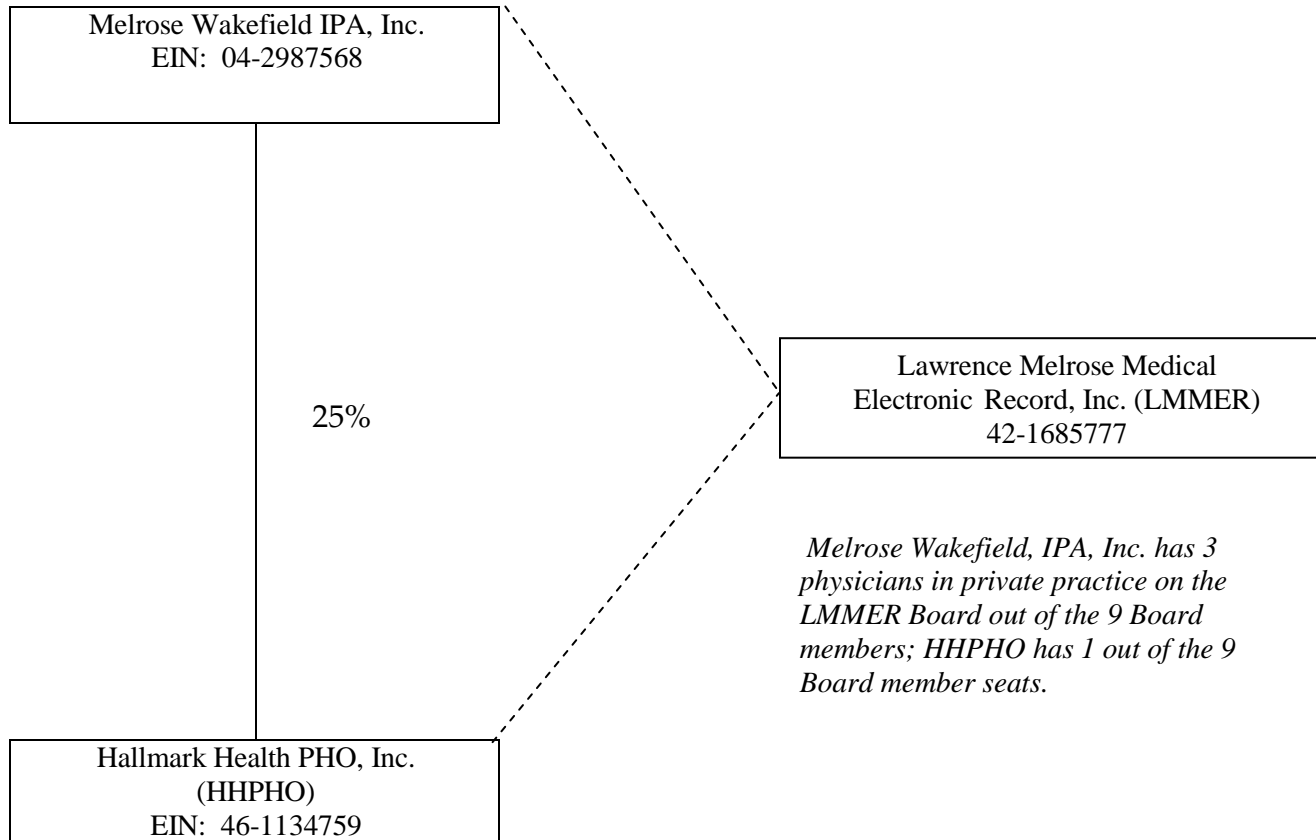 Melrose Wakefield IPA, Inc.
EIN: 04-2987568
25%
Lawrence Melrose Medical
Electronic Record, Inc. (LMMER)
42-1685777
Melrose Wakefield, IPA, Inc. has 3
physicians in private practice on the
LMMER Board out of the 9 Board
members; HHPHO has 1 out of the 9
Board member seats.
Hallmark Health PHO, Inc.
(HHPHO)
EIN: 46-1134759